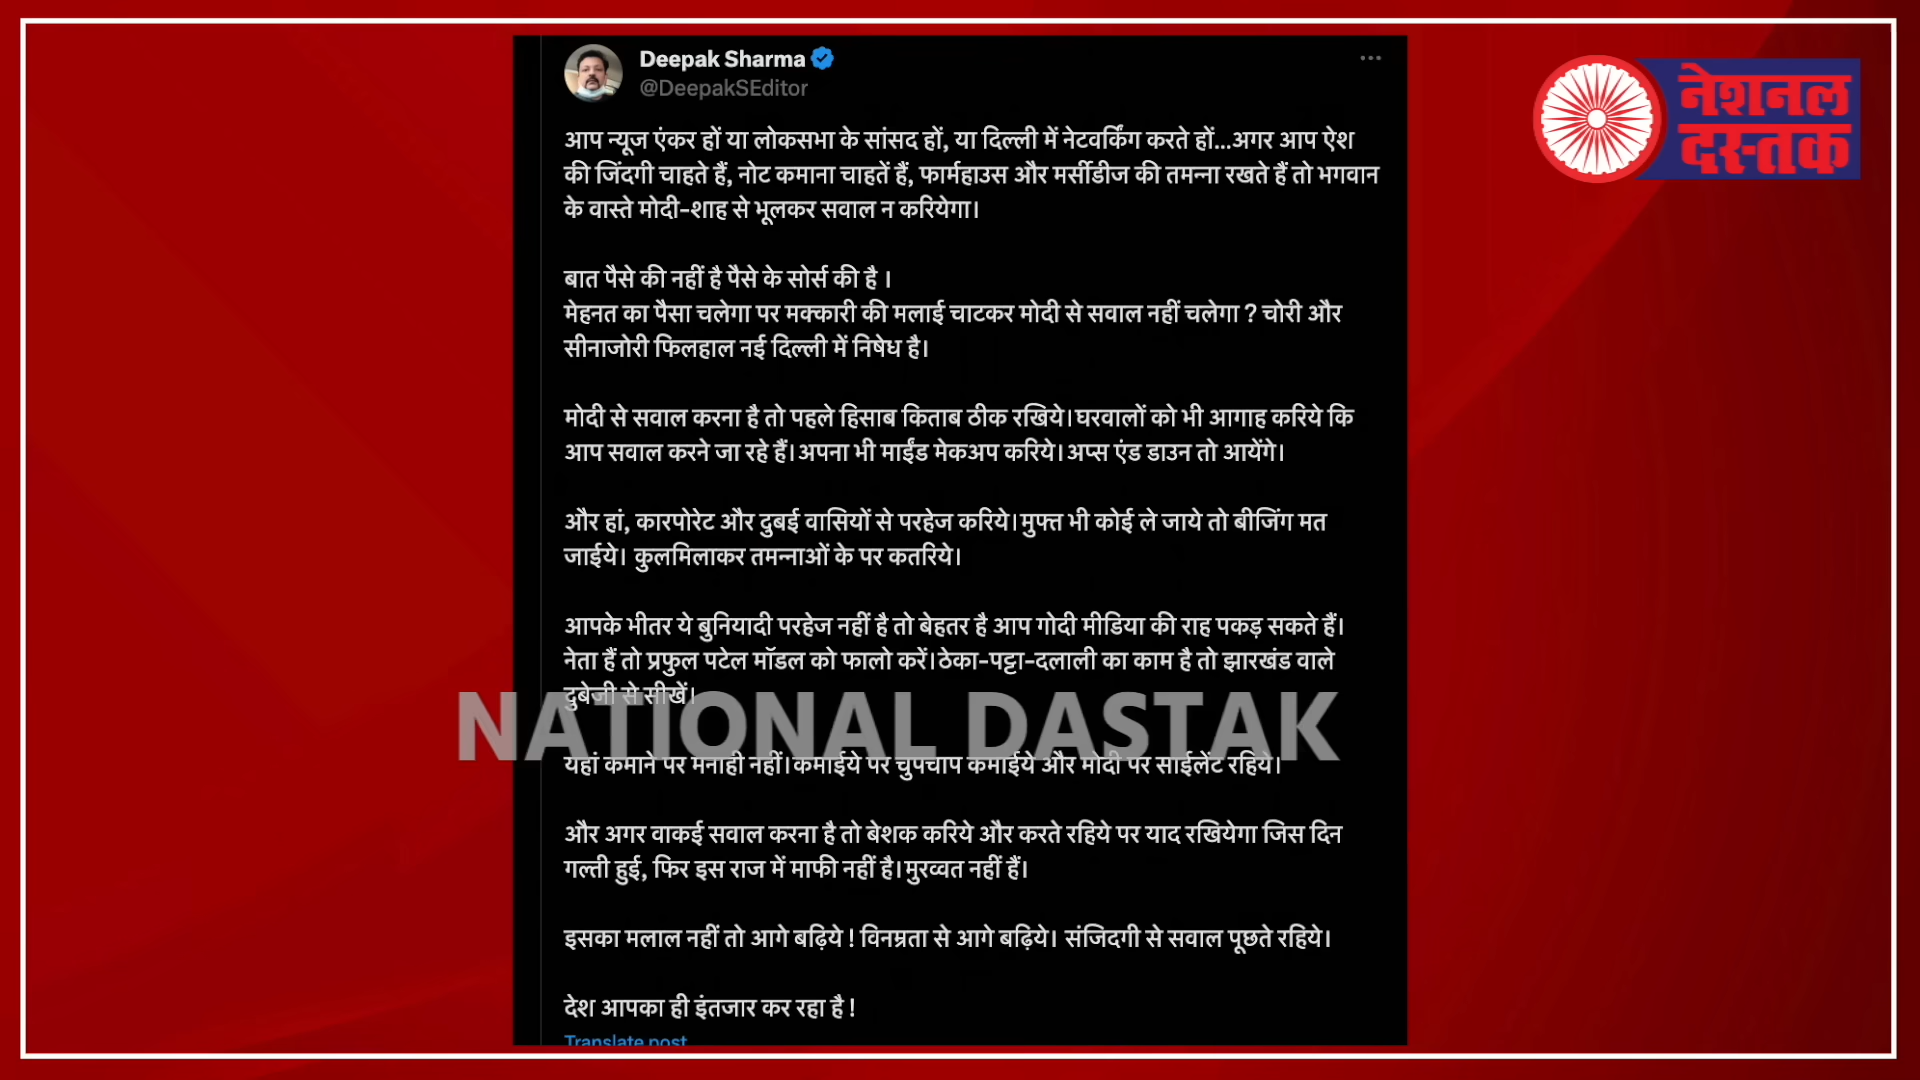 Deepak Sharma
@DeepakSEditor
नेशनल
दस्तक
आप न्यूज एंकर हों या लोकसभा के सांसद हों, या दिल्ली में नेटवर्किंग करते हों...अगर आप ऐश
की जिंदगी चाहते हैं, नोट कमाना चाहतें हैं, फार्महाउस और मर्सीडीज की तमन्ना रखते हैं तो भगवान
के वास्ते मोदी-शाह से भूलकर सवाल न करियेगा।
बात पैसे की नहीं है पैसे के सोर्स की है ।
मेहनत का पैसा चलेगा पर मक्कारी की मलाई चाटकर मोदी से सवाल नहीं चलेगा ? चोरी और
सीनाजोरी फिलहाल नई दिल्ली में निषेध है।
मोदी से सवाल करना है तो पहले हिसाब किताब ठीक रखिये।घरवालों को भी आगाह करिये कि
आप सवाल करने जा रहे हैं।अपना भी माईंड मेकअप करिये।अप्स एंड डाउन तो आयेंगे।
और हां, कारपोरेट और दुबई वासियों से परहेज करिये।मुफ्त भी कोई ले जाये तो बीजिंग मत
जाईये। कुलमिलाकर तमन्नाओं के पर कतरिये।
आपके भीतर ये बुनियादी परहेज नहीं है तो बेहतर है आप गोदी मीडिया की राह पकड़ सकते हैं।
नेता हैं तो प्रफुल पटेल मॉडल को फालो करें।ठेका-पट्टा-दलाली का काम है तो झारखंड वाले
दुबेजी से सीखें।
NATIONAL DASTAK
यहां कमाने पर मनाही नहीं।कमाईये पर चुपचाप कमाईये और मोदी पर साईलेंट रहिये।
और अगर वाकई सवाल करना है तो बेशक करिये और करते रहिये पर याद रखियेगा जिस दिन
गल्ती हुई, फिर इस राज में माफी नहीं है।मुरव्वत नहीं हैं।
इसका मलाल नहीं तो आगे बढ़िये ! विनम्रता से आगे बढ़िये। संजिदगी से सवाल पूछते रहिये।
देश आपका ही इंतजार कर रहा है !
Translate post